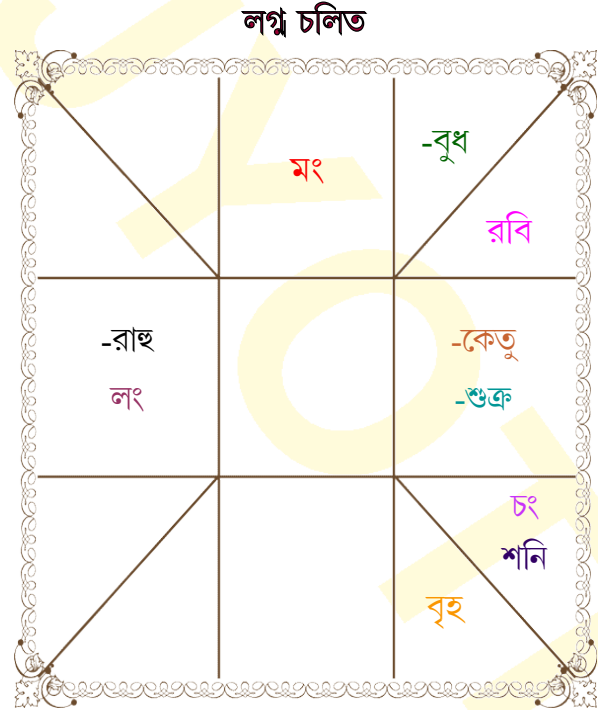 লগ্ন চলিত
-বুধ
মং
রবি
-রাহু
-কেতু
লং
-শুক্র
চং
শনি
বৃহ